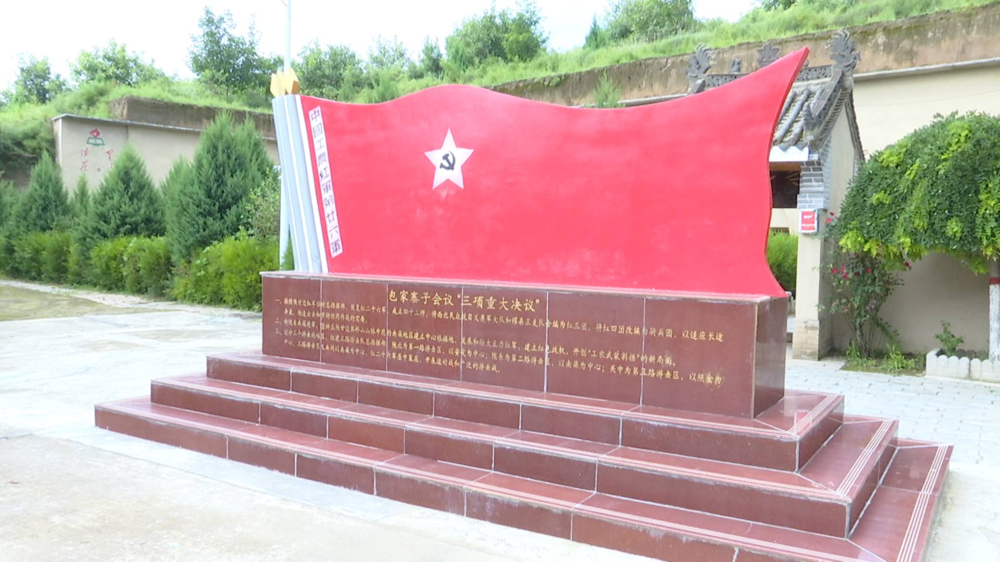 中國工農紅軍第廿六軍
包家寨子会议“三项重大决议”
一、撤销陕甘边红军临时总指挥部，恢复红二十六军，成立四十二师，将西北民众抗日义勇军大队和耀县三支队合编为红三团，将红四团改编为骑兵团，以适应长途
奔袭、快速出击和步骑协同作战的需要。
二、向陇东南梁进军，坚持在陕甘边界桥山山脉中段的南梁地区建立中心根据地，发展和壮大主力红军，建立红色政权，开创“工农武装割据”的新局面。
三、划分三个游击战略区，组建三路游击队总指挥部：陕北为第一路游击区，以安定为中心；陇东为第二路游击区，以南梁为中心；关中为第三路游击区，以照金为
中心，三路游击区又共同以南梁为中心，红二十六军居中策应，开展运动战和广泛的游击战。